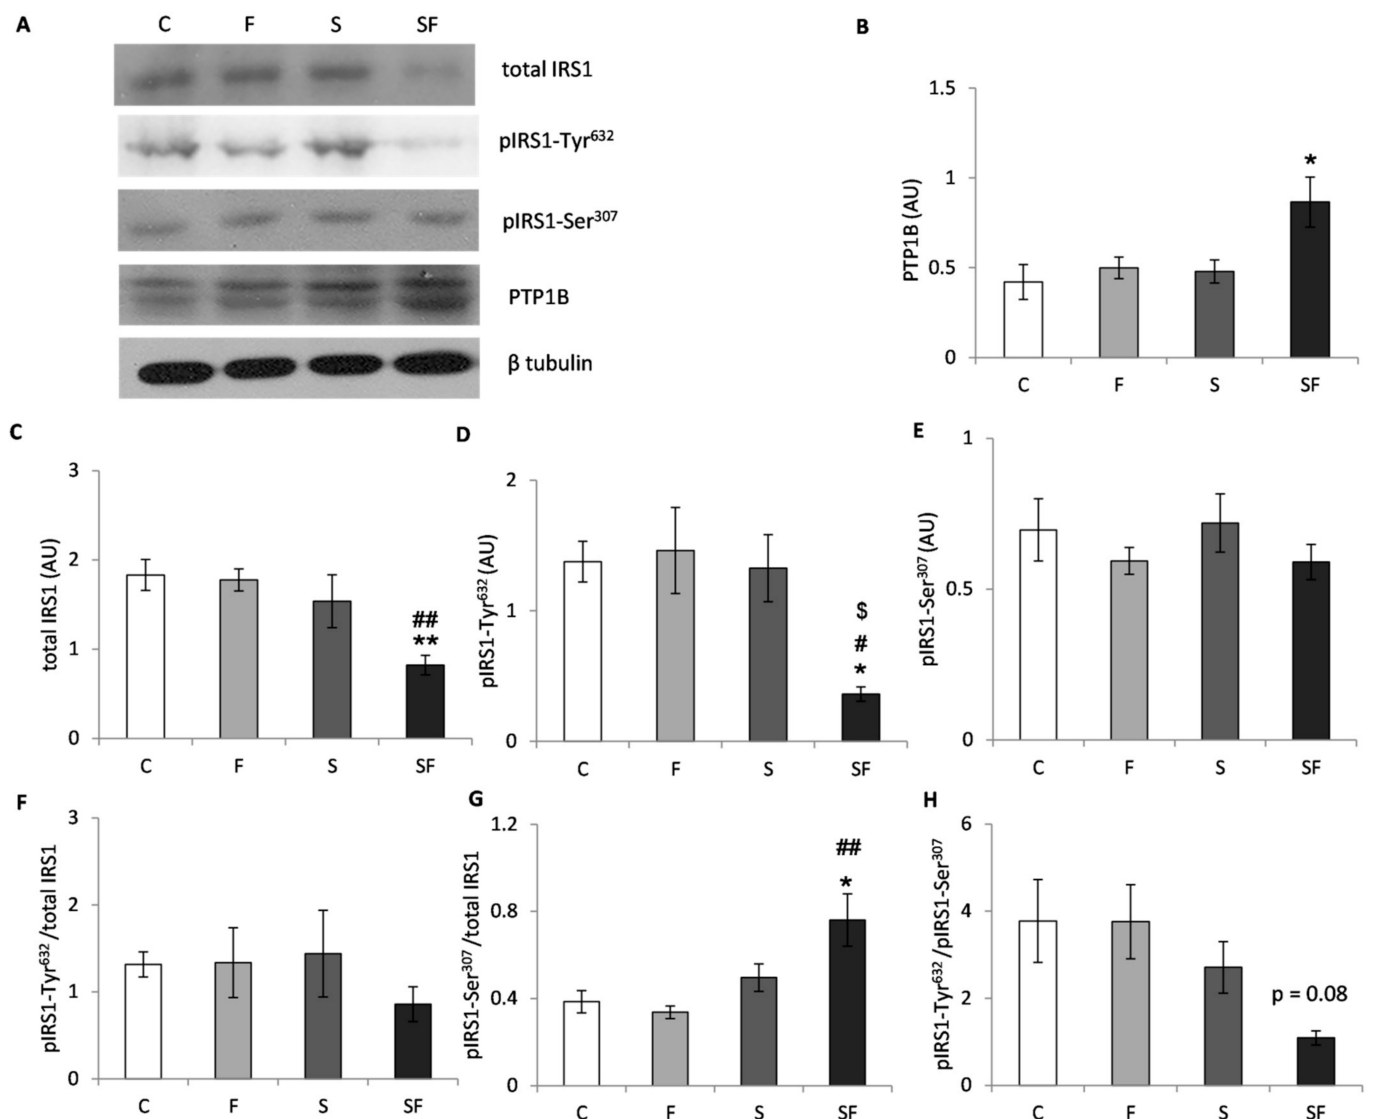 A
C F S SF
total IRS1
pIRS1-Tyr632
pIRS1-Ser307
PTP1B
β tubulin
B
PTP1B (AU)
1.5
1
0.5
0
*
C F S SF
C
total IRS1 (AU)
3
2
1
0
##
**
C F S SF
D
pIRS1-Tyr632 (AU)
2
1
0
$
#
*
C F S SF
E
pIRS1-Ser307 (AU)
1
0.5
0
C F S SF
F
pIRS1-Tyr632 /total IRS1
3
2
1
0
C F S SF
G
pIRS1-Ser307 /total IRS1
1.2
0.8
0.4
0
##
*
C F S SF
H
pIRS1-Tyr632 /pIRS1-Ser307
6
4
2
0
p = 0.08
C F S SF